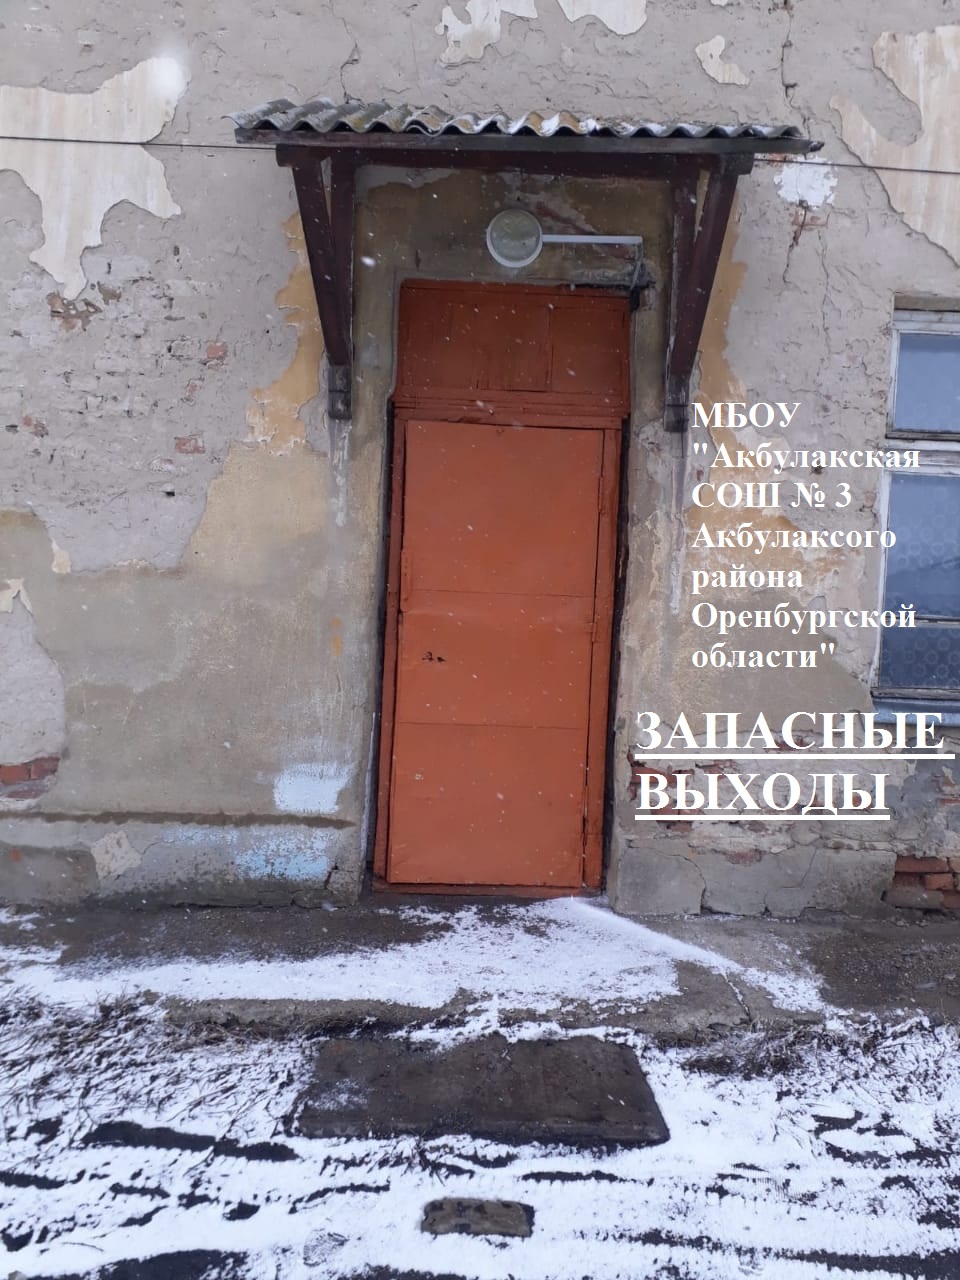 МБОУ
"Акбулакская
СОШ № 3
Акбулаксого
района
Оренбургской
области"
ЗАПАСНЫЕ
ВЫХОДЫ